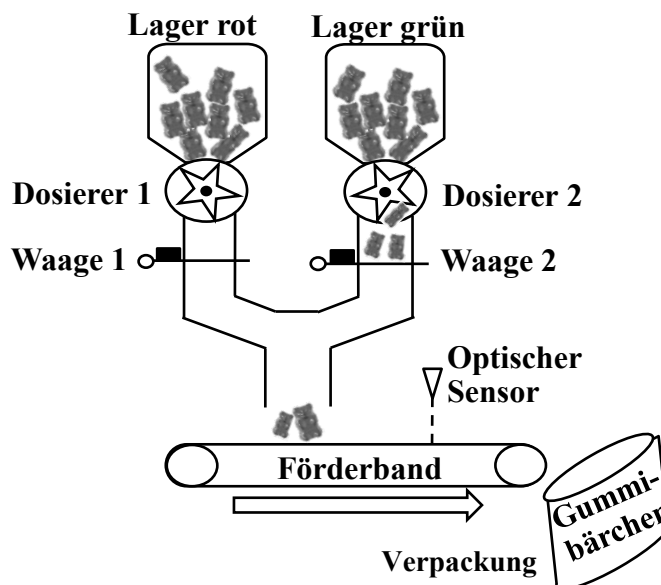 Lager rot
Lager grün
Dosierer 1
Dosierer 2
Waage 1
Waage 2
Optischer
Sensor
Förderband
Gummi-
bärchen
Verpackung